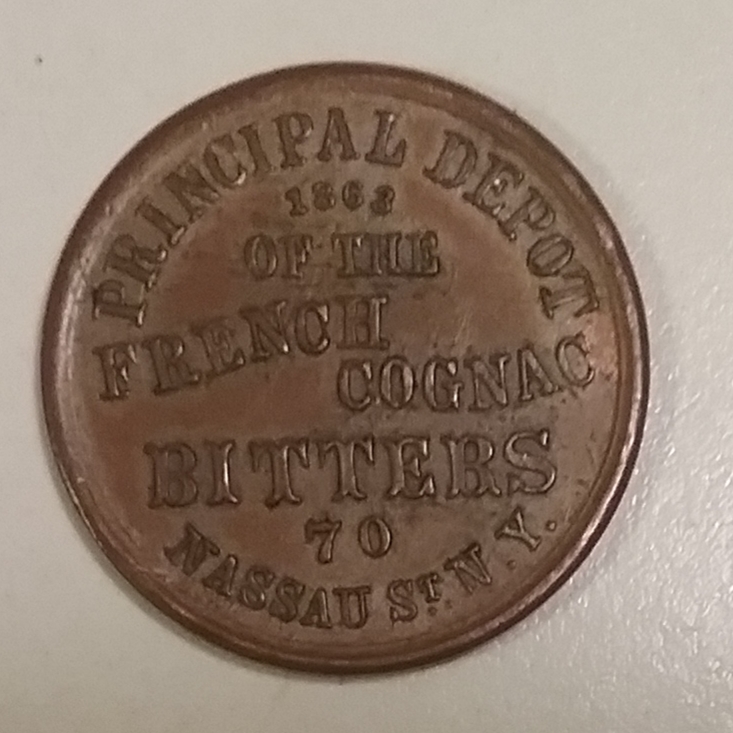 PRINCIPAL DEPOT
1863
OF THE
FRENCH
COGNAC
BITTERS
70
NASSAU ST. N.Y.